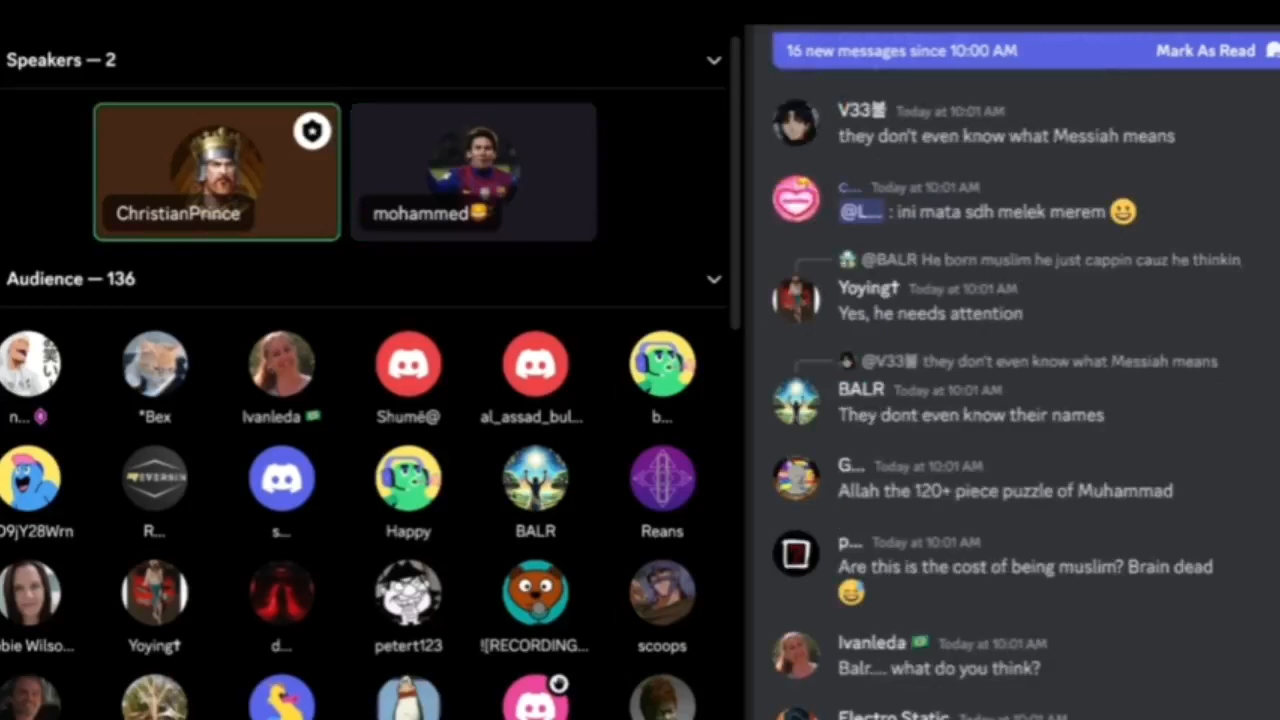 Speakers — 2
ChristianPrince
mohammed
Audience — 136
n...
*Bex
Ivanleda
Shumë@
al_assad_bul...
b...
D9jY28Wrn
REVERSIN
R...
s...
Happy
BALR
Reans
bie Wilso...
Yoying†
d...
petert123
![RECORDING...
scoops
16 new messages since 10:00 AM
Mark As Read
V33 Today at 10:01 AM
they don't even know what Messiah means
c... Today at 10:01 AM
@L... : ini mata sdh melek merem 😃
@BALR He born muslim he just cappin cauz he thinkin
Yoying† Today at 10:01 AM
Yes, he needs attention
@V33 they don't even know what Messiah means
BALR Today at 10:01 AM
They dont even know their names
G... Today at 10:01 AM
Allah the 120+ piece puzzle of Muhammad
p... Today at 10:01 AM
Are this is the cost of being muslim? Brain dead
😅
Ivanleda Today at 10:01 AM
Balr.... what do you think?
Electro Static